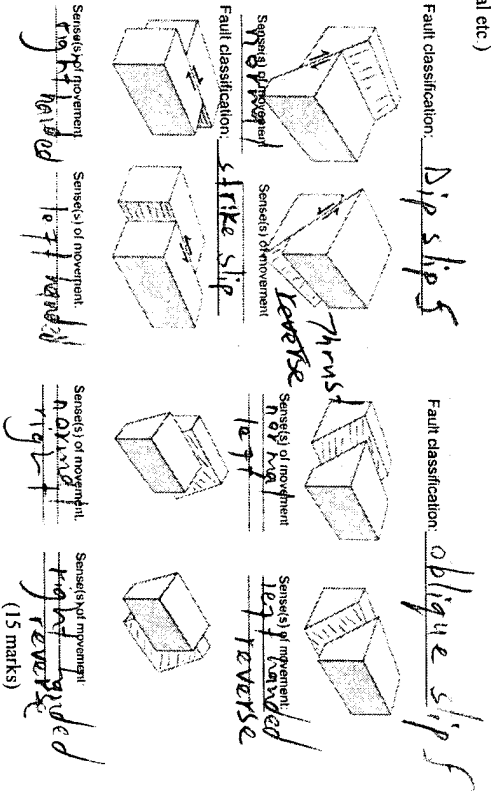 al etc.)
Fault classification: Dip slip f
Sense(s) of movement
normal
Sense(s) of movement
Thrust
reverse
Fault classification: strike slip
Sense(s) of movement
right handed
Sense(s) of movement.
left handed
Fault classification: oblique slip f
Sense(s) of movement
normal
left
Sense(s) of movement:
left handed
reverse
Sense(s) of movement.
normal
right
Sense(s) of movement
right handed
reverse
(15 marks)